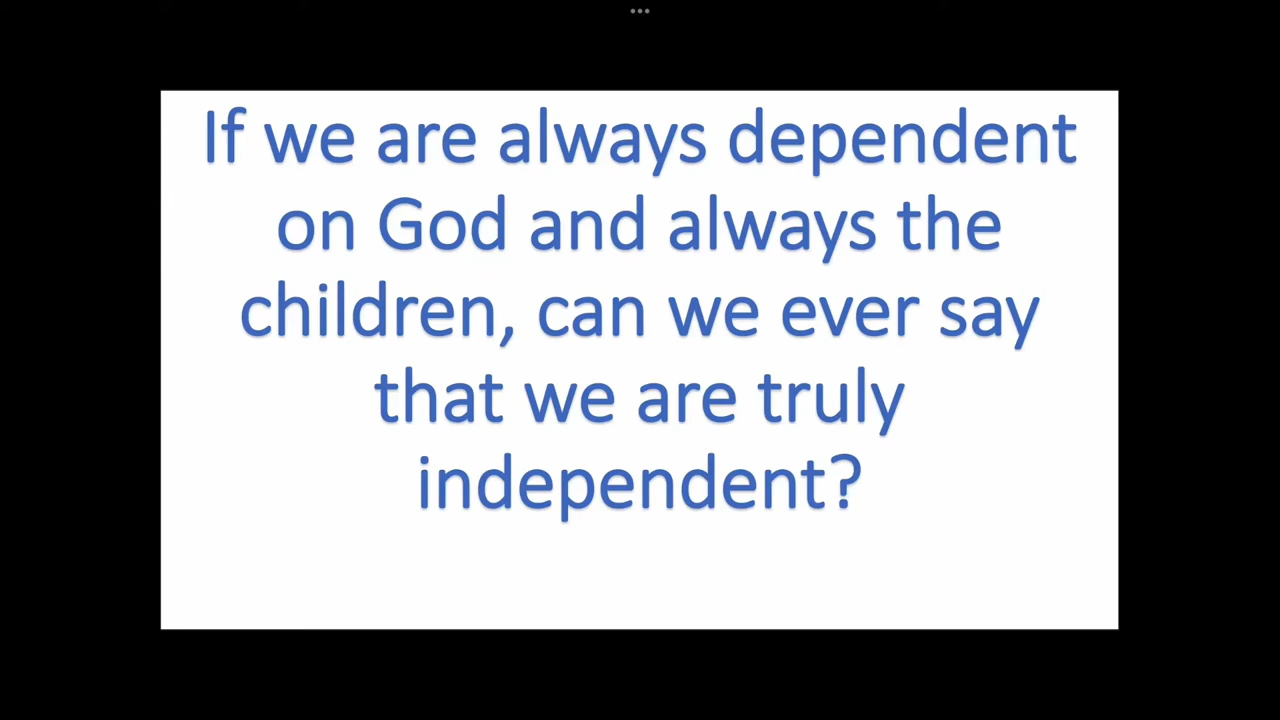 If we are always dependent
on God and always the
children, can we ever say
that we are truly
independent?